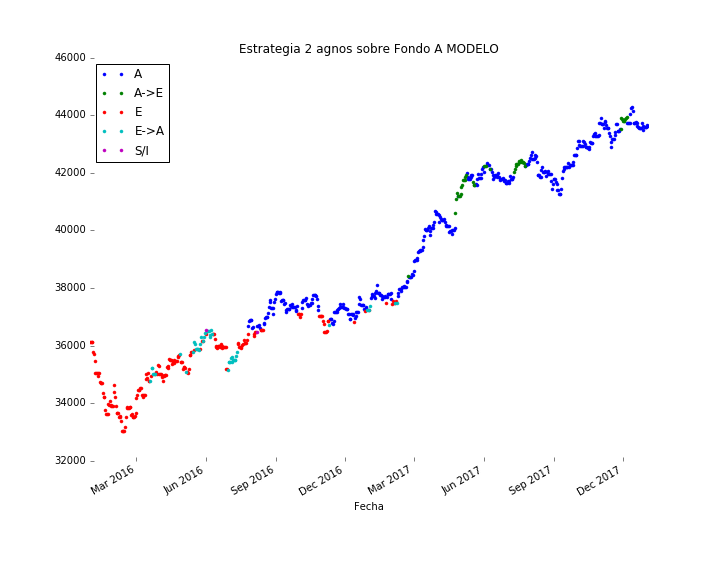 Estrategia 2 agnos sobre Fondo A MODELO
46000
44000
42000
40000
38000
36000
34000
32000
A
A->E
E
E->A
S/I
Mar 2016
Jun 2016
Sep 2016
Dec 2016
Mar 2017
Jun 2017
Sep 2017
Dec 2017
Fecha